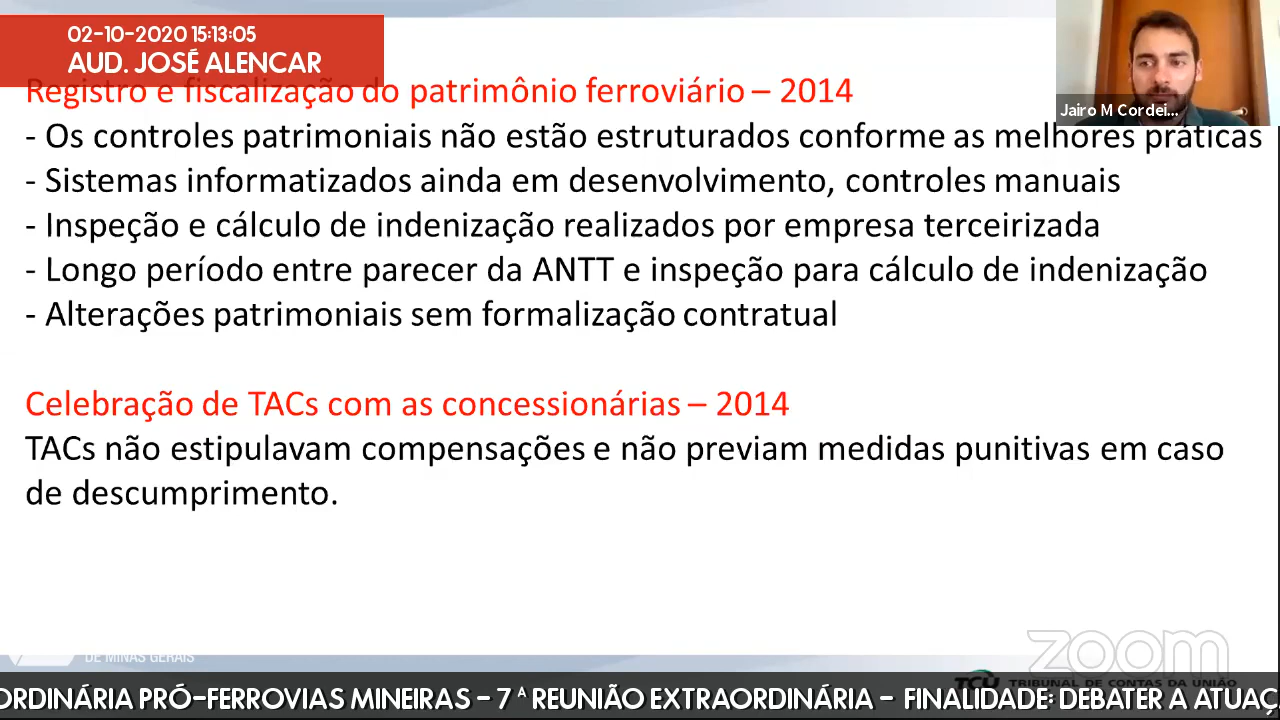 02-10-2020 15:13:05
AUD. JOSÉ ALENCAR
Jairo M Cordei...
Registro e fiscalização do patrimônio ferroviário – 2014
- Os controles patrimoniais não estão estruturados conforme as melhores práticas
- Sistemas informatizados ainda em desenvolvimento, controles manuais
- Inspeção e cálculo de indenização realizados por empresa terceirizada
- Longo período entre parecer da ANTT e inspeção para cálculo de indenização
- Alterações patrimoniais sem formalização contratual
Celebração de TACs com as concessionárias – 2014
TACs não estipulavam compensações e não previam medidas punitivas em caso
de descumprimento.
zoom
DE MINAS GERAIS
TCU TRIBUNAL DE CONTAS DA UNIÃO
ORDINÁRIA PRÓ-FERROVIAS MINEIRAS - 7ª REUNIÃO EXTRAORDINÁRIA - FINALIDADE: DEBATER A ATUAÇ